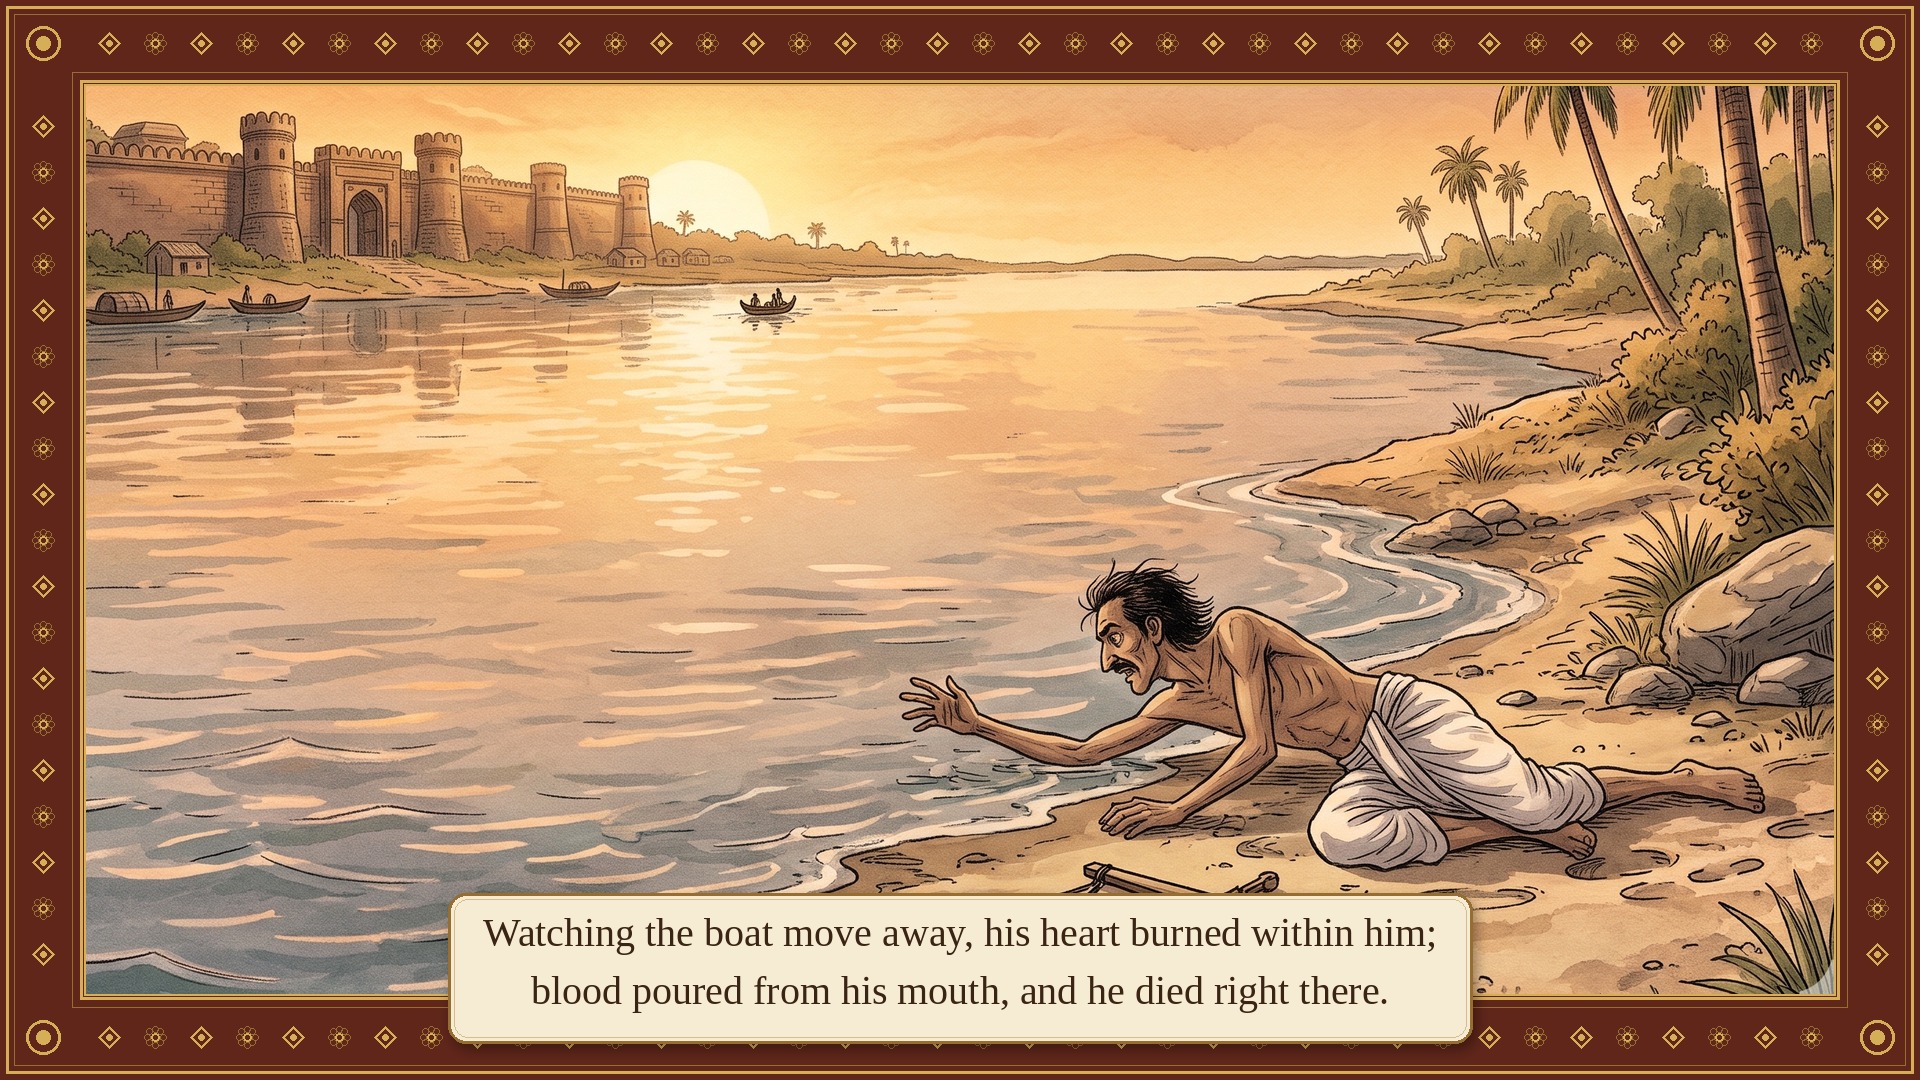 Watching the boat move away, his heart burned within him;
blood poured from his mouth, and he died right there.